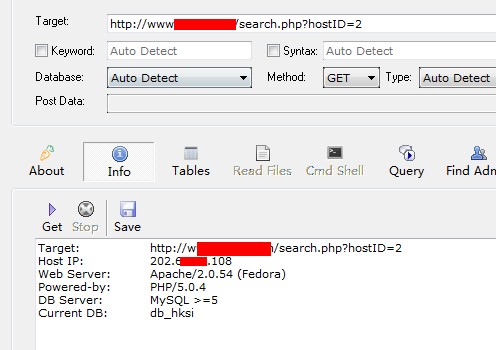 Target: http://www /search.php?hostID=2
Keyword: Auto Detect Syntax: Auto Detect
Database: Auto Detect Method: GET Type: Auto Detect
Post Data:
About Info Tables Read Files Cmd Shell Query Find Adm
Get Stop Save
Target: http://w /search.php?hostID=2
Host IP: 202.6 .108
Web Server: Apache/2.0.54 (Fedora)
Powered-by: PHP/5.0.4
DB Server: MySQL >=5
Current DB: db_hksi